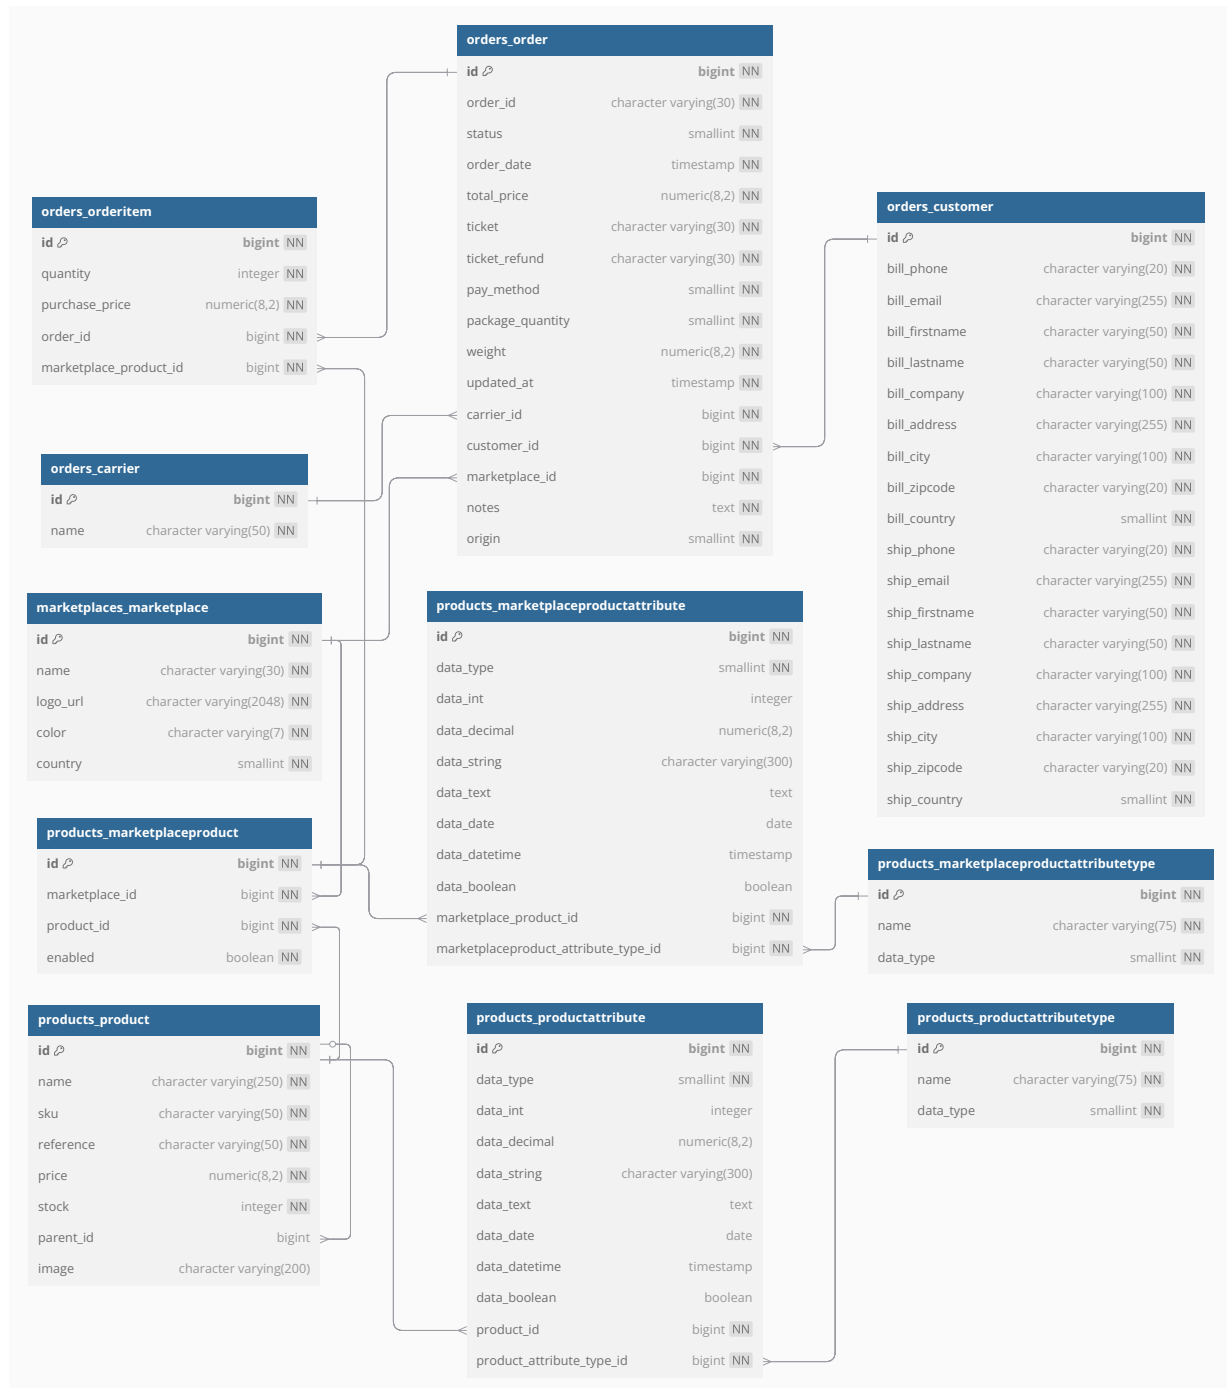 orders_order
id bigint NN
order_id character varying(30) NN
status smallint NN
order_date timestamp NN
total_price numeric(8,2) NN
ticket character varying(30) NN
ticket_refund character varying(30) NN
pay_method smallint NN
package_quantity smallint NN
weight numeric(8,2) NN
updated_at timestamp NN
carrier_id bigint NN
customer_id bigint NN
marketplace_id bigint NN
notes text NN
origin smallint NN
orders_orderitem
id bigint NN
quantity integer NN
purchase_price numeric(8,2) NN
order_id bigint NN
marketplace_product_id bigint NN
orders_customer
id bigint NN
bill_phone character varying(20) NN
bill_email character varying(255) NN
bill_firstname character varying(50) NN
bill_lastname character varying(50) NN
bill_company character varying(100) NN
bill_address character varying(255) NN
bill_city character varying(100) NN
bill_zipcode character varying(20) NN
bill_country smallint NN
ship_phone character varying(20) NN
ship_email character varying(255) NN
ship_firstname character varying(50) NN
ship_lastname character varying(50) NN
ship_company character varying(100) NN
ship_address character varying(255) NN
ship_city character varying(100) NN
ship_zipcode character varying(20) NN
ship_country smallint NN
orders_carrier
id bigint NN
name character varying(50) NN
marketplaces_marketplace
id bigint NN
name character varying(30) NN
logo_url character varying(2048) NN
color character varying(7) NN
country smallint NN
products_marketplaceproductattribute
id bigint NN
data_type smallint NN
data_int integer
data_decimal numeric(8,2)
data_string character varying(300)
data_text text
data_date date
data_datetime timestamp
data_boolean boolean
marketplace_product_id bigint NN
marketplaceproduct_attribute_type_id bigint NN
products_marketplaceproduct
id bigint NN
marketplace_id bigint NN
product_id bigint NN
enabled boolean NN
products_marketplaceproductattributetype
id bigint NN
name character varying(75) NN
data_type smallint NN
products_product
id bigint NN
name character varying(250) NN
sku character varying(50) NN
reference character varying(50) NN
price numeric(8,2) NN
stock integer NN
parent_id bigint
image character varying(200)
products_productattribute
id bigint NN
data_type smallint NN
data_int integer
data_decimal numeric(8,2)
data_string character varying(300)
data_text text
data_date date
data_datetime timestamp
data_boolean boolean
product_id bigint NN
product_attribute_type_id bigint NN
products_productattributetype
id bigint NN
name character varying(75) NN
data_type smallint NN